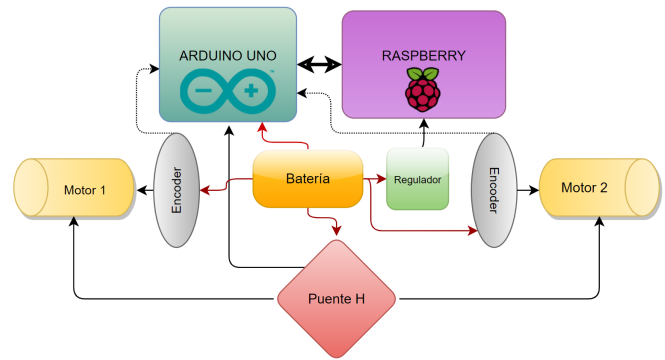 ARDUINO UNO
RASPBERRY
Motor 1
Encoder
Batería
Regulador
Encoder
Motor 2
Puente H